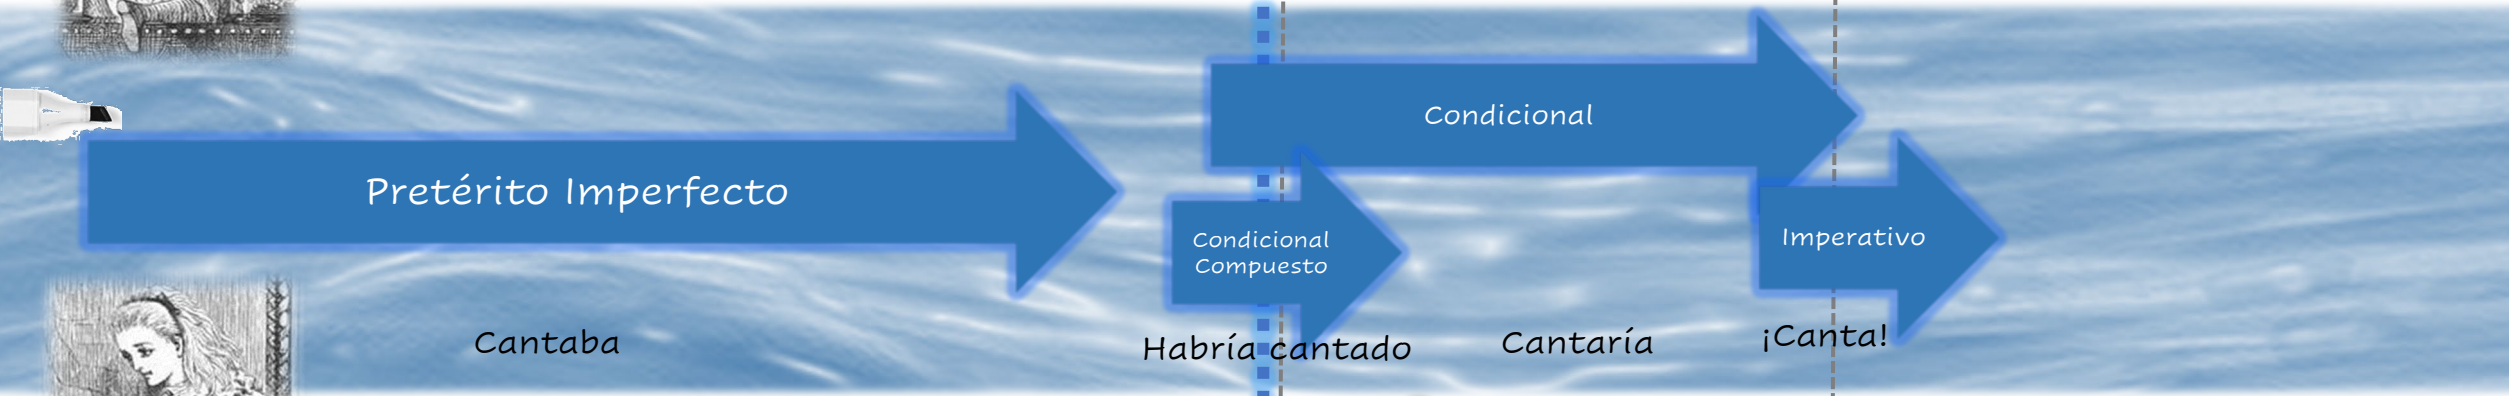 Condicional
Pretérito Imperfecto
Condicional
Compuesto
Imperativo
Cantaba
Habría cantado
Cantaría
¡Canta!